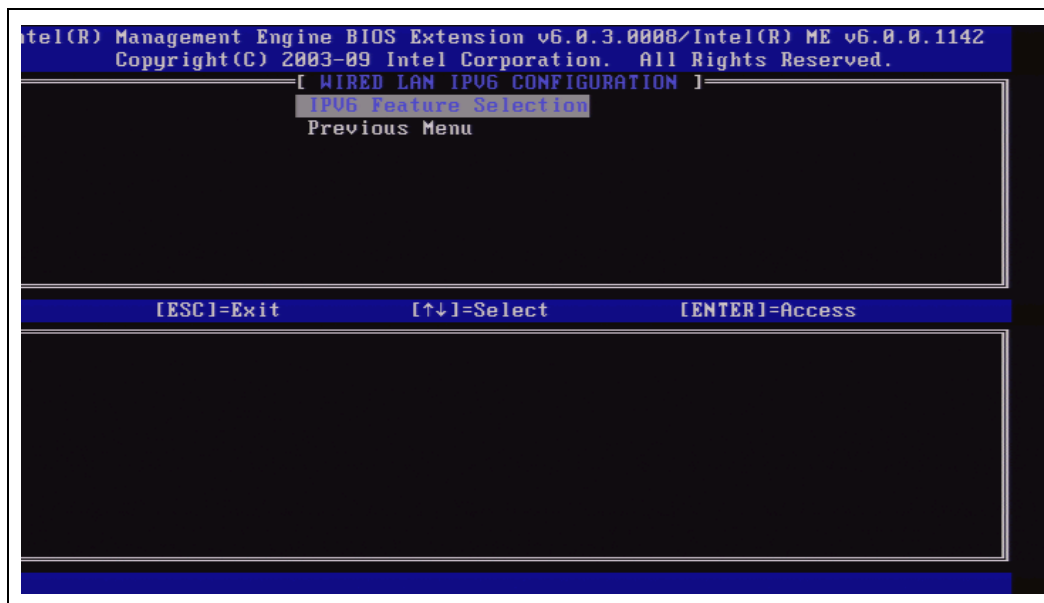 ntel(R) Management Engine BIOS Extension v6.0.3.0008/Intel(R) ME v6.0.0.1142
Copyright(C) 2003-09 Intel Corporation. All Rights Reserved.
[ WIRED LAN IPV6 CONFIGURATION ]
IPV6 Feature Selection
Previous Menu
[ESC]=Exit [↑↓]=Select [ENTER]=Access